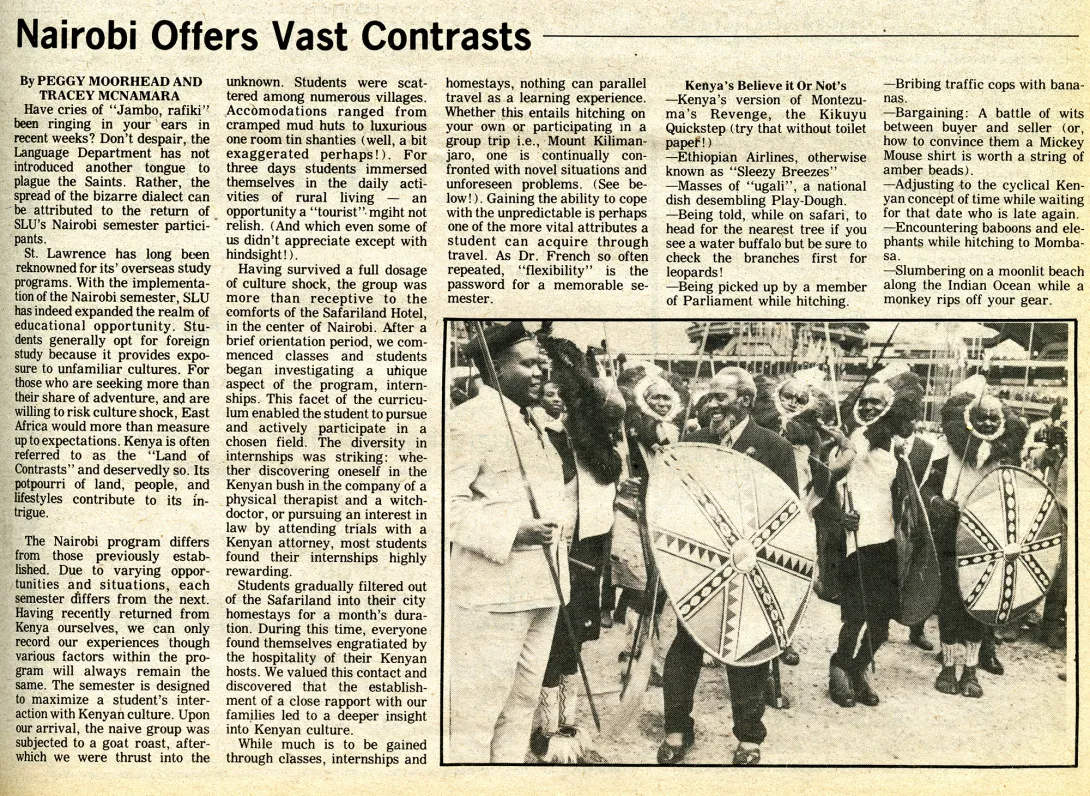 Nairobi Offers Vast Contrasts
By PEGGY MOORHEAD AND
TRACEY MCNAMARA
Have cries of "Jambo, rafiki"
been ringing in your ears in
recent weeks? Don't despair, the
Language Department has not
introduced another tongue to
plague the Saints. Rather, the
spread of the bizarre dialect can
be attributed to the return of
SLU's Nairobi semester partici-
pants.
St. Lawrence has long been
reknowned for its' overseas study
programs. With the implementa-
tion of the Nairobi semester, SLU
has indeed expanded the realm of
educational opportunity. Stu-
dents generally opt for foreign
study because it provides expo-
sure to unfamiliar cultures. For
those who are seeking more than
their share of adventure, and are
willing to risk culture shock, East
Africa would more than measure
up to expectations. Kenya is often
referred to as the "Land of
Contrasts" and deservedly so. Its
potpourri of land, people, and
lifestyles contribute to its in-
trigue.
The Nairobi program differs
from those previously estab-
lished. Due to varying oppor-
tunities and situations, each
semester differs from the next.
Having recently returned from
Kenya ourselves, we can only
record our experiences though
various factors within the pro-
gram will always remain the
same. The semester is designed
to maximize a student's inter-
action with Kenyan culture. Upon
our arrival, the naive group was
subjected to a goat roast, after-
which we were thrust into the
unknown. Students were scat-
tered among numerous villages.
Accomodations ranged from
cramped mud huts to luxurious
one room tin shanties (well, a bit
exaggerated perhaps!). For
three days students immersed
themselves in the daily acti-
vities of rural living — an
opportunity a "tourist" mgiht not
relish. (And which even some of
us didn't appreciate except with
hindsight!).
Having survived a full dosage
of culture shock, the group was
more than receptive to the
comforts of the Safariland Hotel,
in the center of Nairobi. After a
brief orientation period, we com-
menced classes and students
began investigating a unique
aspect of the program, intern-
ships. This facet of the curricu-
lum enabled the student to pursue
and actively participate in a
chosen field. The diversity in
internships was striking: whe-
ther discovering oneself in the
Kenyan bush in the company of a
physical therapist and a witch-
doctor, or pursuing an interest in
law by attending trials with a
Kenyan attorney, most students
found their internships highly
rewarding.
Students gradually filtered out
of the Safariland into their city
homestays for a month's dura-
tion. During this time, everyone
found themselves engratiated by
the hospitality of their Kenyan
hosts. We valued this contact and
discovered that the establish-
ment of a close rapport with our
families led to a deeper insight
into Kenyan culture.
While much is to be gained
through classes, internships and
homestays, nothing can parallel
travel as a learning experience.
Whether this entails hitching on
your own or participating in a
group trip i.e., Mount Kiliman-
jaro, one is continually con-
fronted with novel situations and
unforeseen problems. (See be-
low!). Gaining the ability to cope
with the unpredictable is perhaps
one of the more vital attributes a
student can acquire through
travel. As Dr. French so often
repeated, "flexibility" is the
password for a memorable se-
mester.
Kenya's Believe it Or Not's
—Kenya's version of Montezu-
ma's Revenge, the Kikuyu
Quickstep (try that without toilet
paper!)
—Ethiopian Airlines, otherwise
known as "Sleezy Breezes"
—Masses of "ugali", a national
dish desembling Play-Dough.
—Being told, while on safari, to
head for the nearest tree if you
see a water buffalo but be sure to
check the branches first for
leopards!
—Being picked up by a member
of Parliament while hitching.
—Bribing traffic cops with bana-
nas.
—Bargaining: A battle of wits
between buyer and seller (or,
how to convince them a Mickey
Mouse shirt is worth a string of
amber beads).
—Adjusting to the cyclical Ken-
yan concept of time while waiting
for that date who is late again.
—Encountering baboons and ele-
phants while hitching to Momba-
sa.
—Slumbering on a moonlit beach
along the Indian Ocean while a
monkey rips off your gear.